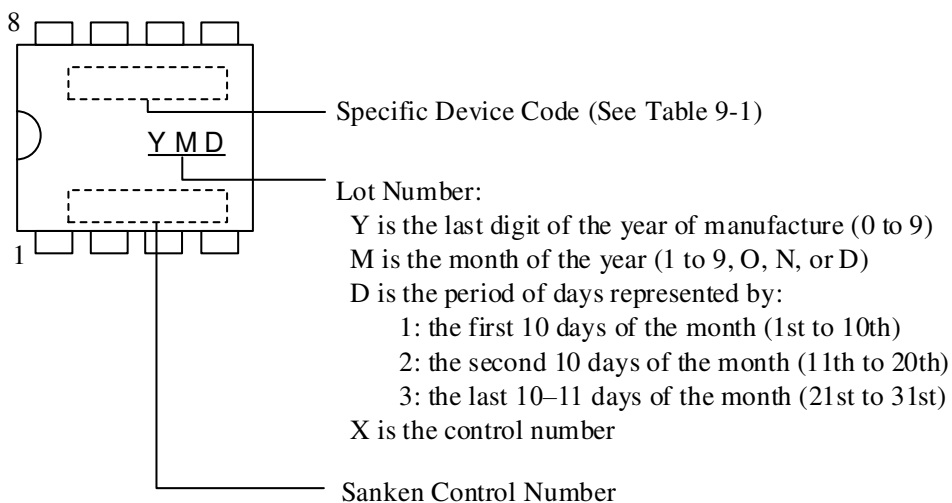 8
Specific Device Code (See Table 9-1)
Y M D
Lot Number:
Y is the last digit of the year of manufacture (0 to 9)
M is the month of the year (1 to 9, O, N, or D)
1
D is the period of days represented by:
1: the first 10 days of the month (1st to 10th)
2: the second 10 days of the month (11th to 20th)
3: the last 10–11 days of the month (21st to 31st)
X is the control number
Sanken Control Number